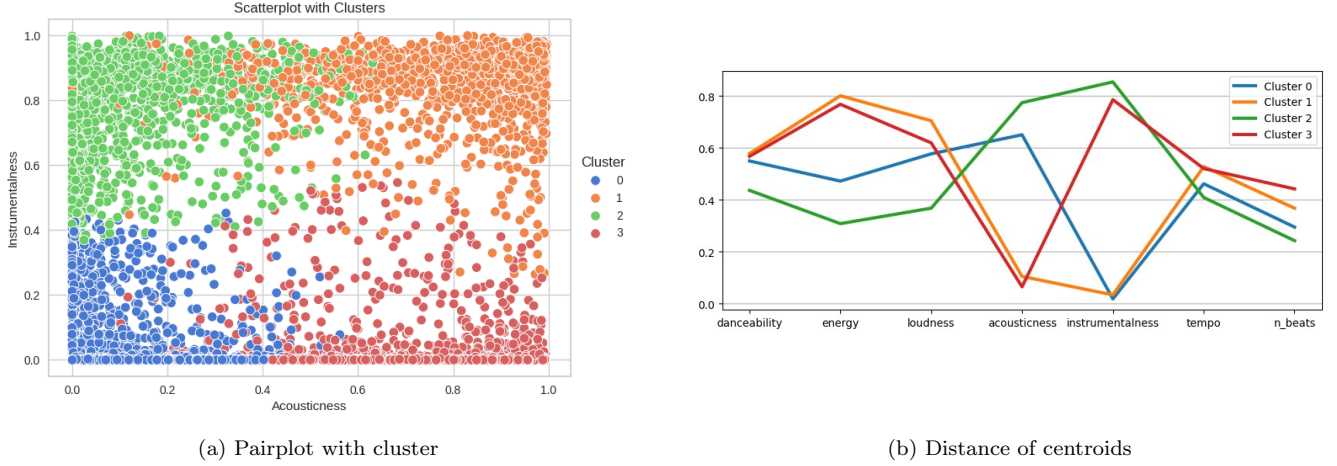 Scatterplot with Clusters
1.0
0.8
0.6
0.4
0.2
0.0
Instrumentalness
0.0 0.2 0.4 0.6 0.8 1.0
Acousticness
Cluster
0
1
2
3
(a) Pairplot with cluster
0.8
0.6
0.4
0.2
0.0
Cluster 0
Cluster 1
Cluster 2
Cluster 3
danceability energy loudness acousticness instrumentalness tempo n_beats
(b) Distance of centroids